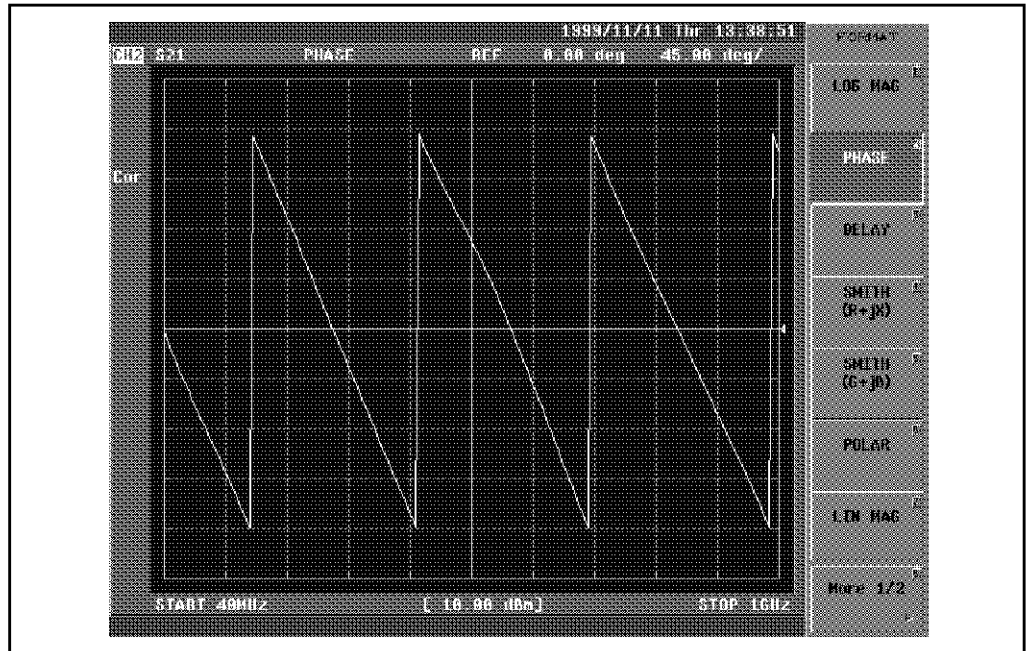 1999/11/11 Thr 13:38:51
CH2 S21 PHASE REF 0.00 deg 45.00 deg/
Cor
START 40MHz [ 10.00 dBm] STOP 1GHz
FORMAT
LOG MAG
PHASE
DELAY
SMITH
(R+jX)
SMITH
(G+jB)
POLAR
LIN MAG
More 1/2